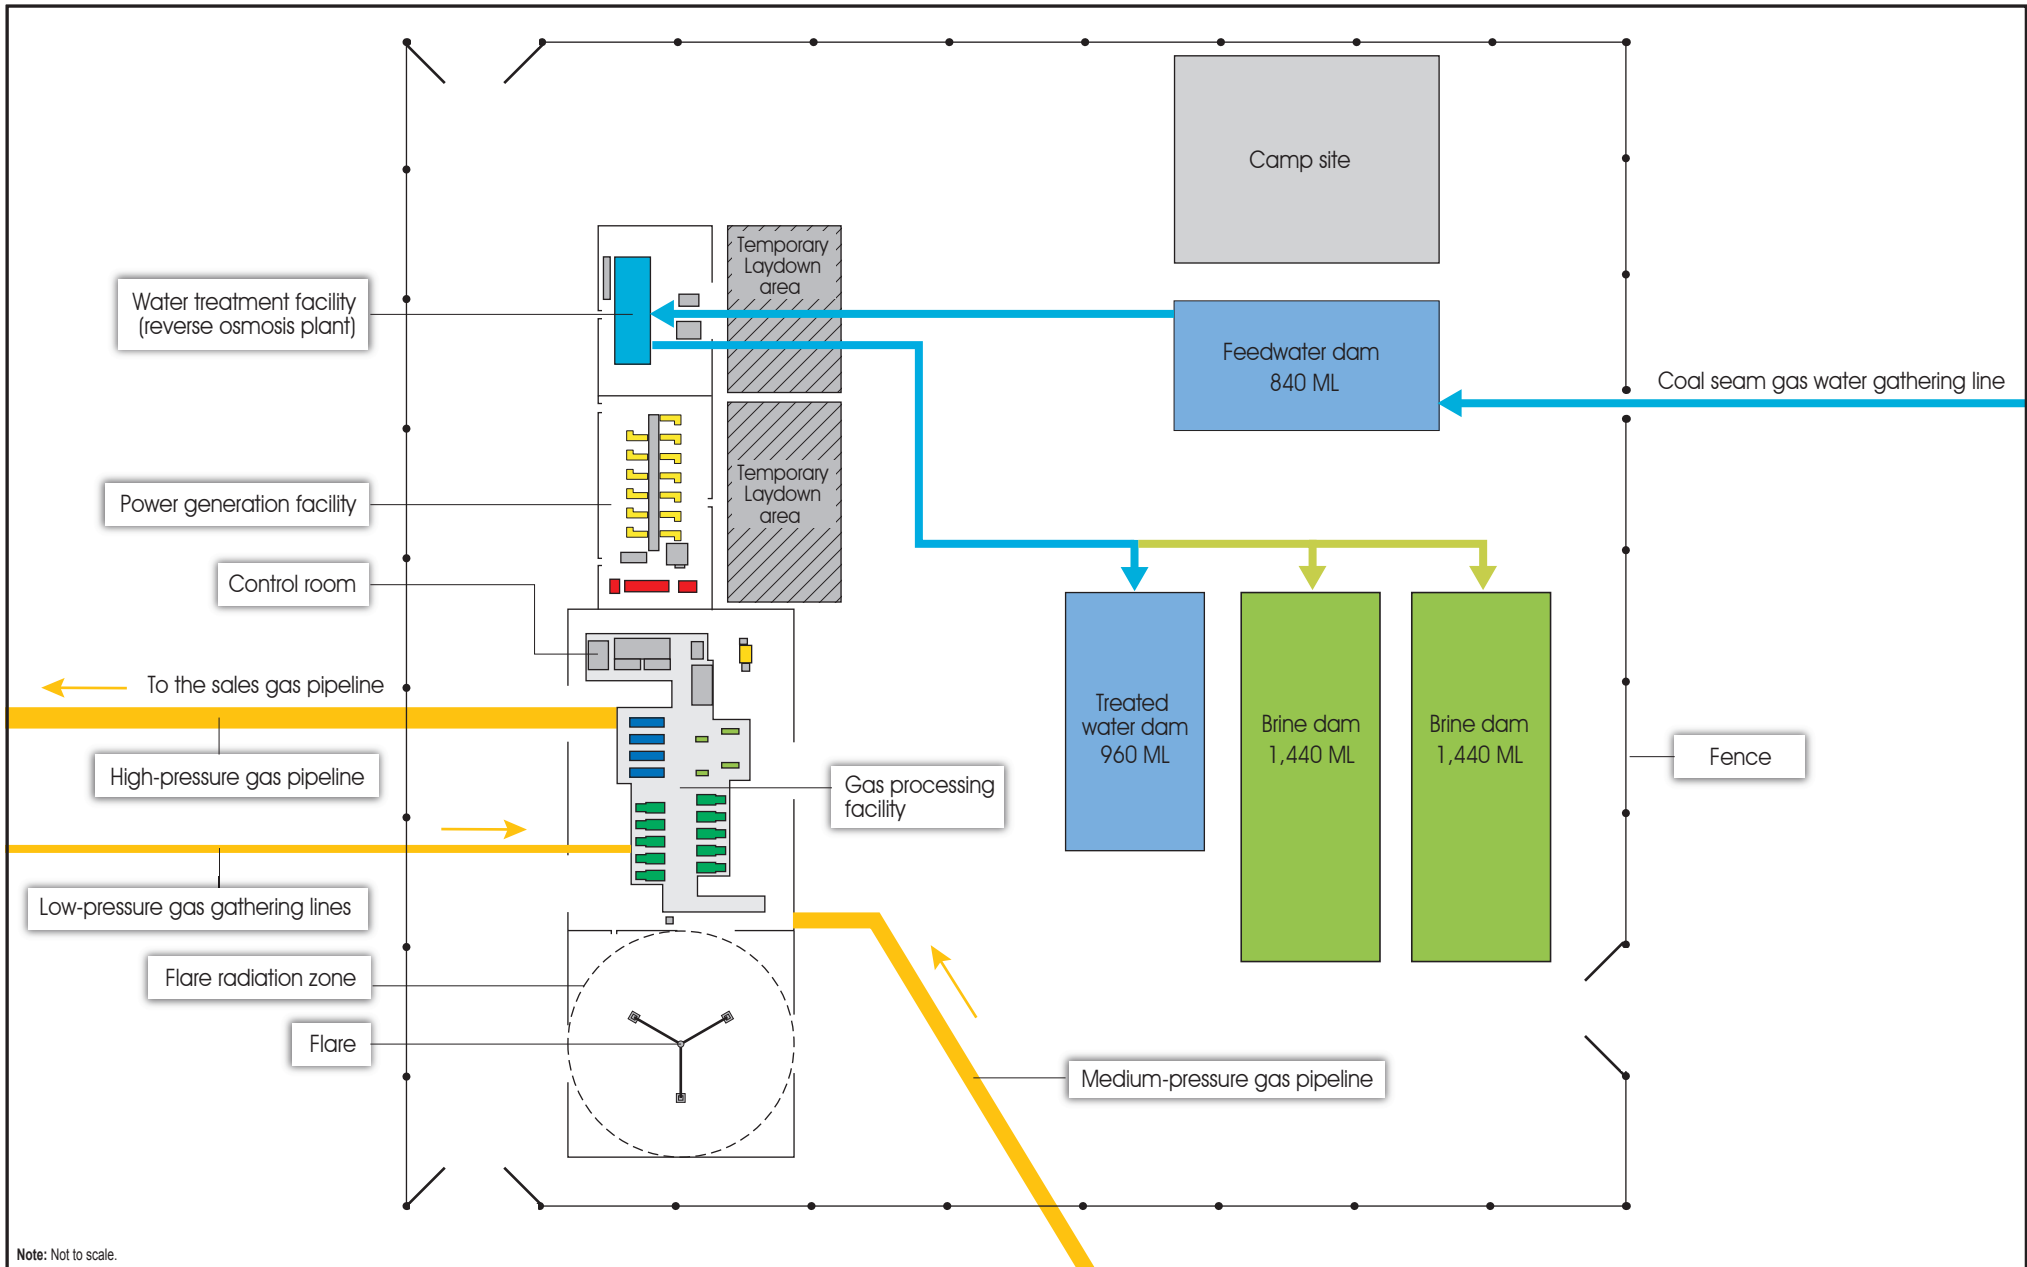 Camp site
Temporary
Laydown
area
Water treatment facility
(reverse osmosis plant)
Feedwater dam
840 ML
Coal seam gas water gathering line
Temporary
Laydown
area
Power generation facility
Control room
To the sales gas pipeline
High-pressure gas pipeline
Treated
water dam
960 ML
Brine dam
1,440 ML
Brine dam
1,440 ML
Fence
Gas processing
facility
Low-pressure gas gathering lines
Flare radiation zone
Flare
Medium-pressure gas pipeline
Note: Not to scale.